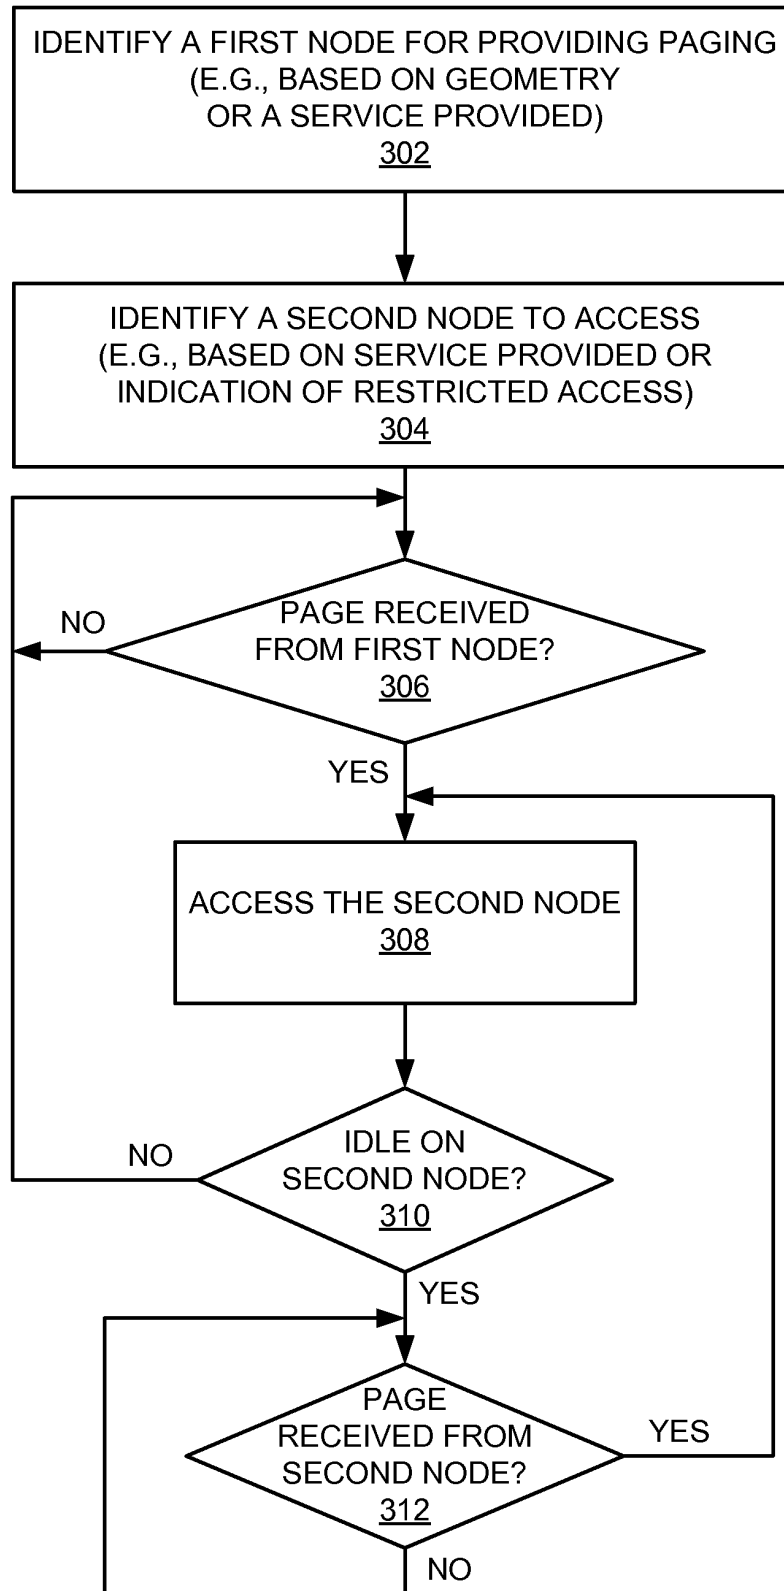 IDENTIFY A FIRST NODE FOR PROVIDING PAGING
(E.G., BASED ON GEOMETRY
OR A SERVICE PROVIDED)
302
IDENTIFY A SECOND NODE TO ACCESS
(E.G., BASED ON SERVICE PROVIDED OR
INDICATION OF RESTRICTED ACCESS)
304
NO
PAGE RECEIVED
FROM FIRST NODE?
306
YES
ACCESS THE SECOND NODE
308
NO
IDLE ON
SECOND NODE?
310
YES
PAGE
RECEIVED FROM
SECOND NODE?
312
YES
NO